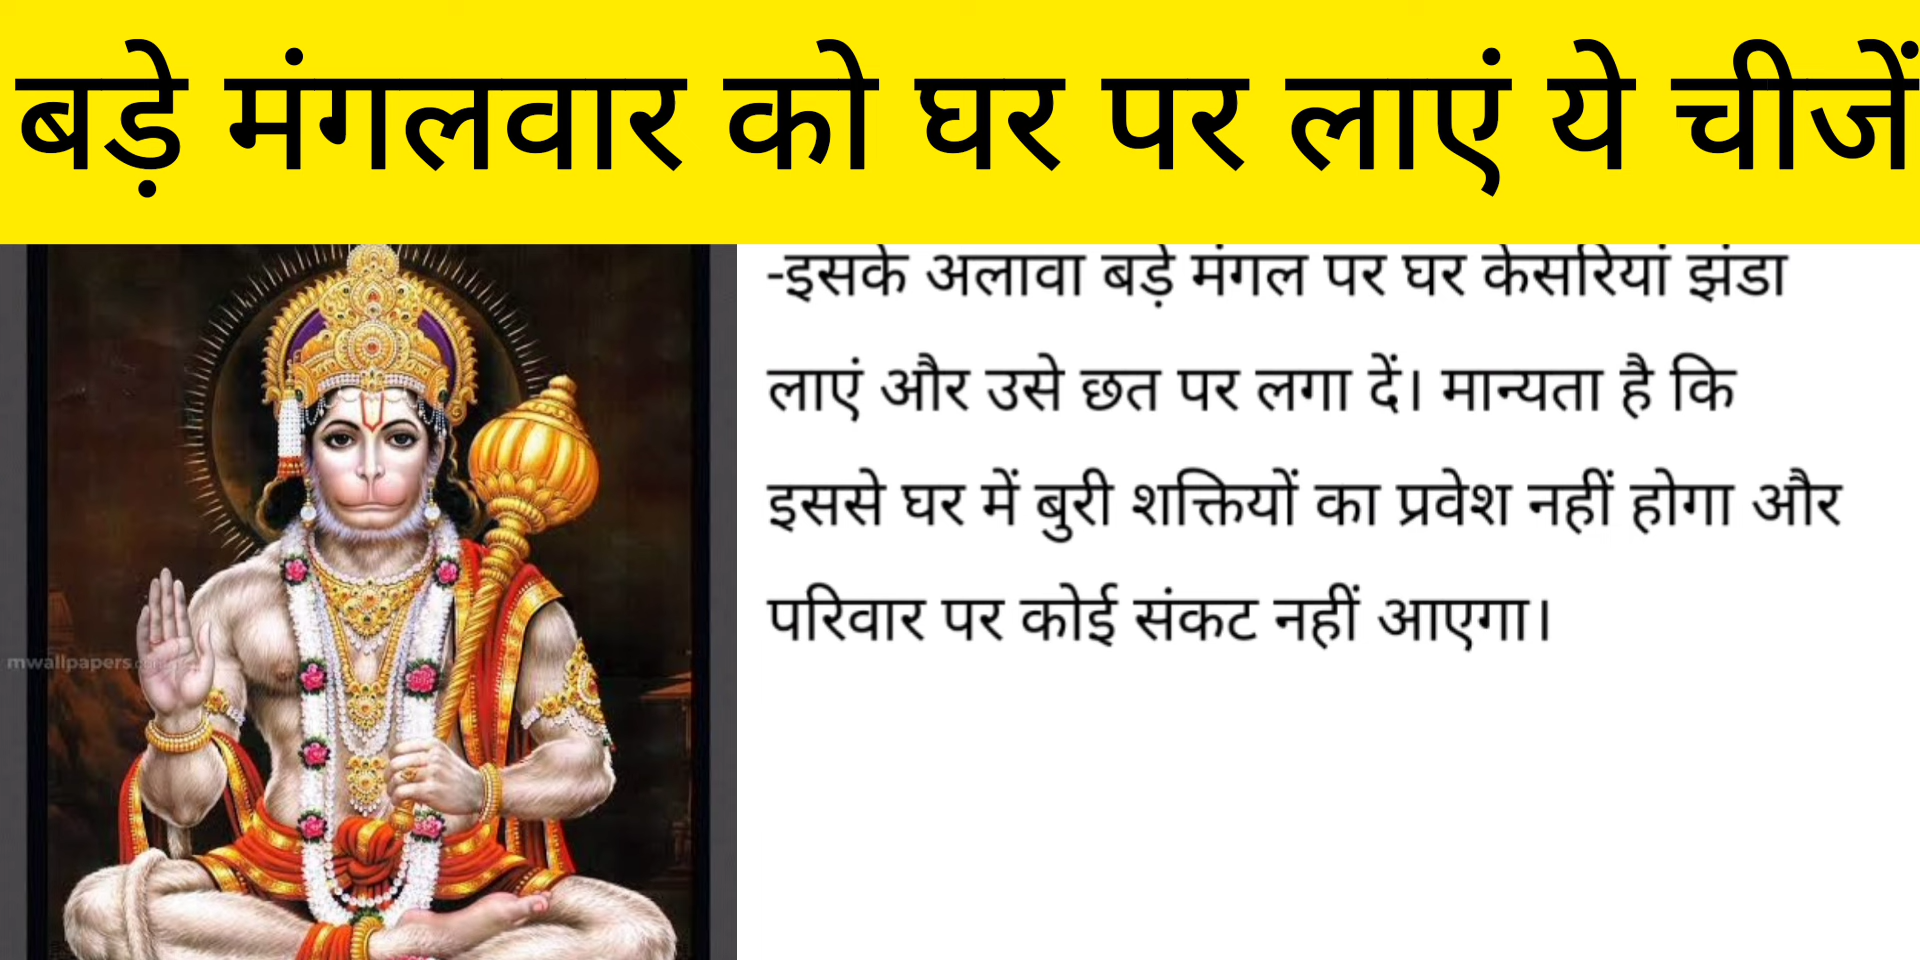 बड़े मंगलवार को घर पर लाएं ये चीजें
-इसके अलावा बड़े मंगल पर घर केसरियां झंडा
लाएं और उसे छत पर लगा दें। मान्यता है कि
इससे घर में बुरी शक्तियों का प्रवेश नहीं होगा और
परिवार पर कोई संकट नहीं आएगा।
mwallpapers